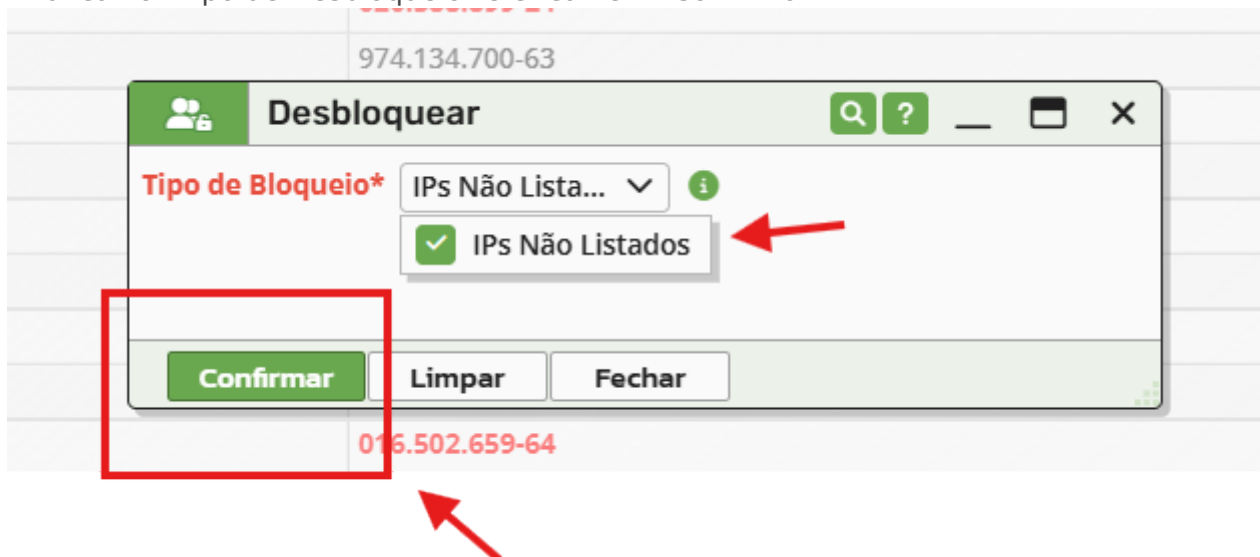 974.134.700-63
Desbloquear
?
Tipo de Bloqueio*
IPs Não Lista...
IPs Não Listados
Confirmar
Limpar
Fechar
016.502.659-64